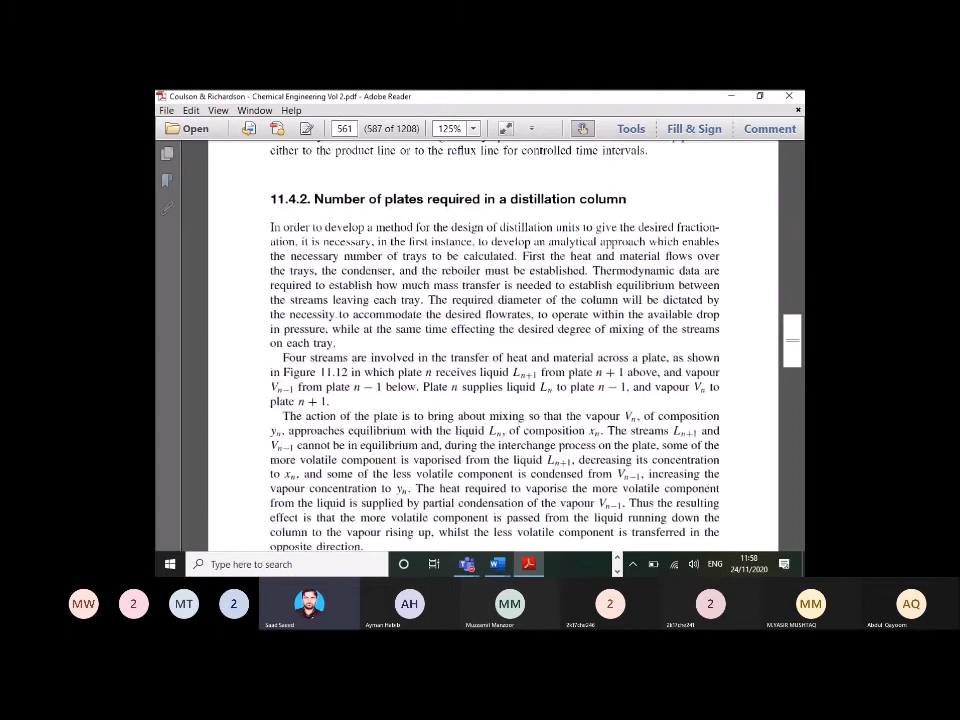 Coulson & Richardson - Chemical Engineering Vol 2.pdf - Adobe Reader
File Edit View Window Help
Open 561 (587 of 1208) 125% Tools Fill & Sign Comment
either to the product line or to the reflux line for controlled time intervals.
11.4.2. Number of plates required in a distillation column
In order to develop a method for the design of distillation units to give the desired fraction-
ation, it is necessary, in the first instance, to develop an analytical approach which enables
the necessary number of trays to be calculated. First the heat and material flows over
the trays, the condenser, and the reboiler must be established. Thermodynamic data are
required to establish how much mass transfer is needed to establish equilibrium between
the streams leaving each tray. The required diameter of the column will be dictated by
the necessity to accommodate the desired flowrates, to operate within the available drop
in pressure, while at the same time effecting the desired degree of mixing of the streams
on each tray.
Four streams are involved in the transfer of heat and material across a plate, as shown
in Figure 11.12 in which plate n receives liquid Lₙ₊₁ from plate n + 1 above, and vapour
Vₙ₋₁ from plate n − 1 below. Plate n supplies liquid Lₙ to plate n − 1, and vapour Vₙ to
plate n + 1.
The action of the plate is to bring about mixing so that the vapour Vₙ, of composition
yₙ, approaches equilibrium with the liquid Lₙ, of composition xₙ. The streams Lₙ₊₁ and
Vₙ₋₁ cannot be in equilibrium and, during the interchange process on the plate, some of the
more volatile component is vaporised from the liquid Lₙ₊₁, decreasing its concentration
to xₙ, and some of the less volatile component is condensed from Vₙ₋₁, increasing the
vapour concentration to yₙ. The heat required to vaporise the more volatile component
from the liquid is supplied by partial condensation of the vapour Vₙ₋₁. Thus the resulting
effect is that the more volatile component is passed from the liquid running down the
column to the vapour rising up, whilst the less volatile component is transferred in the
opposite direction.
Type here to search ENG 11:58
24/11/2020
MW 2 MT 2 AH MM 2 2 MM AQ
Saad Saeed Ayman Habib Muzzamil Manzoor 2k17che246 2k17che241 M.YASIR MUSHTAQ Abdul Qayoom